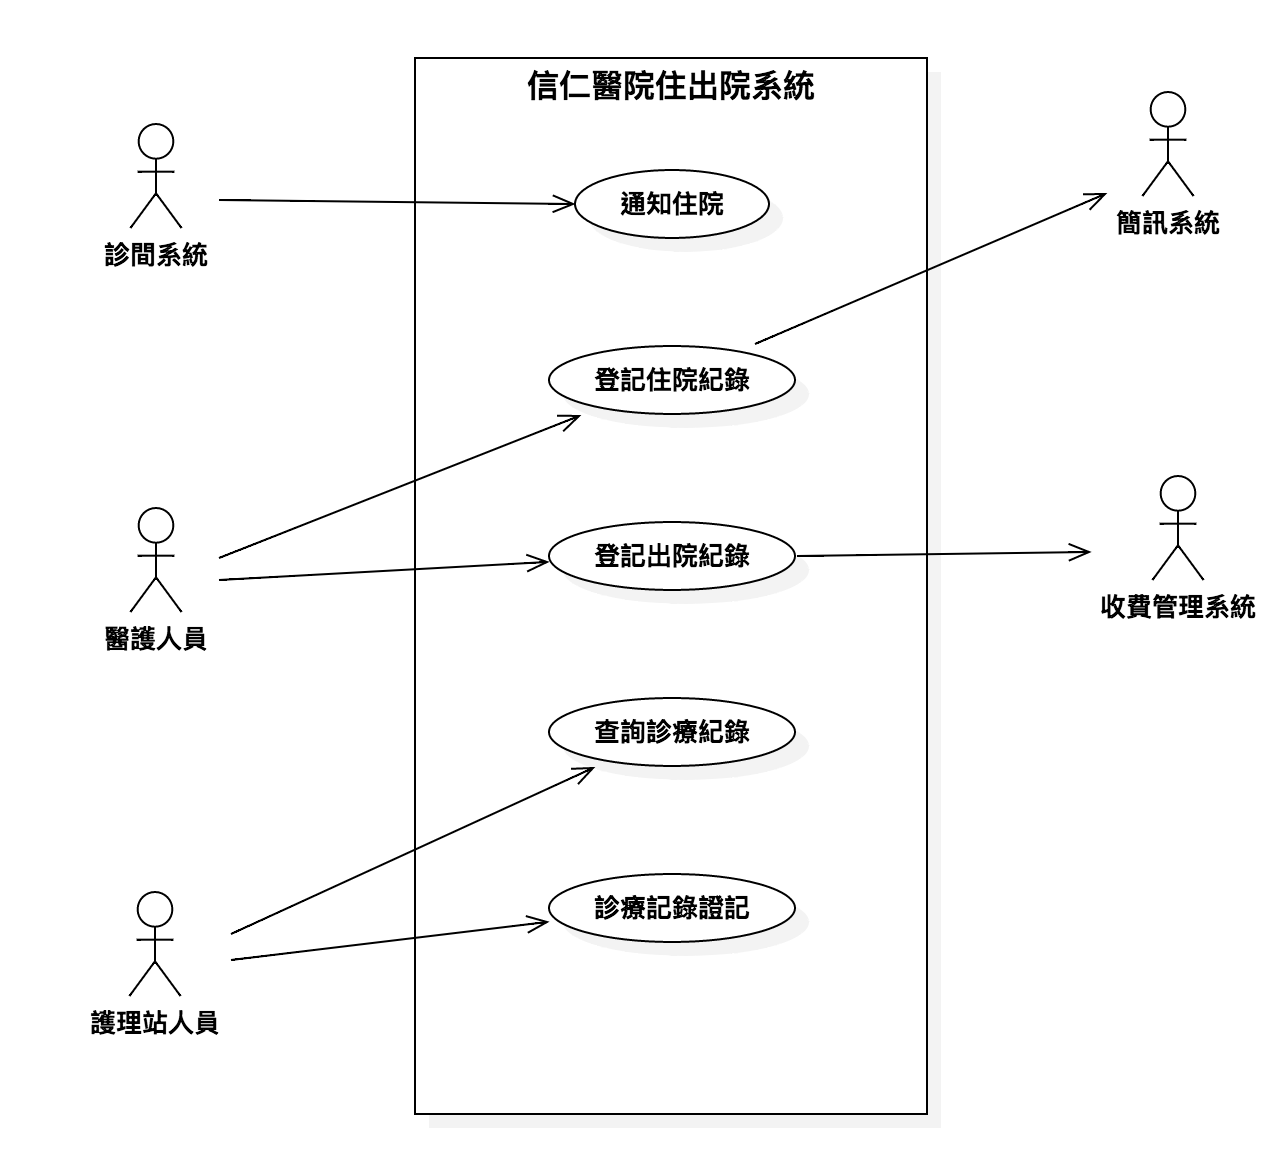 信仁醫院住出院系統
診間系統
通知住院
簡訊系統
登記住院紀錄
醫護人員
登記出院紀錄
收費管理系統
查詢診療紀錄
診療記錄證記
護理站人員